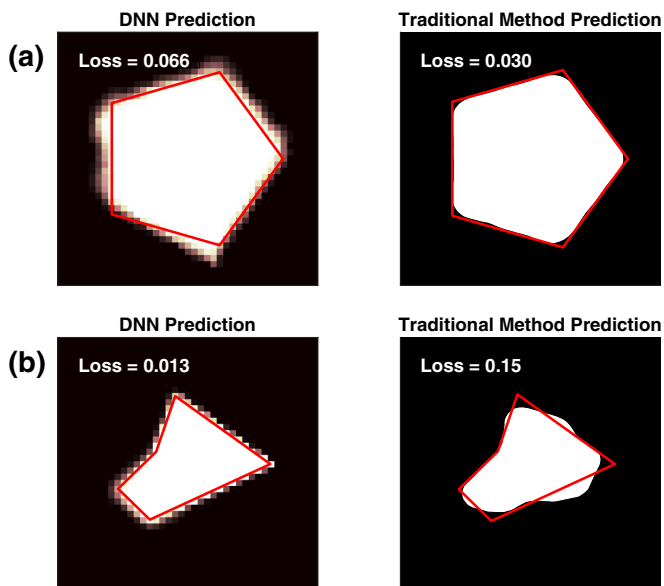 DNN Prediction
Traditional Method Prediction
(a)
Loss = 0.066
Loss = 0.030
DNN Prediction
Traditional Method Prediction
(b)
Loss = 0.013
Loss = 0.15